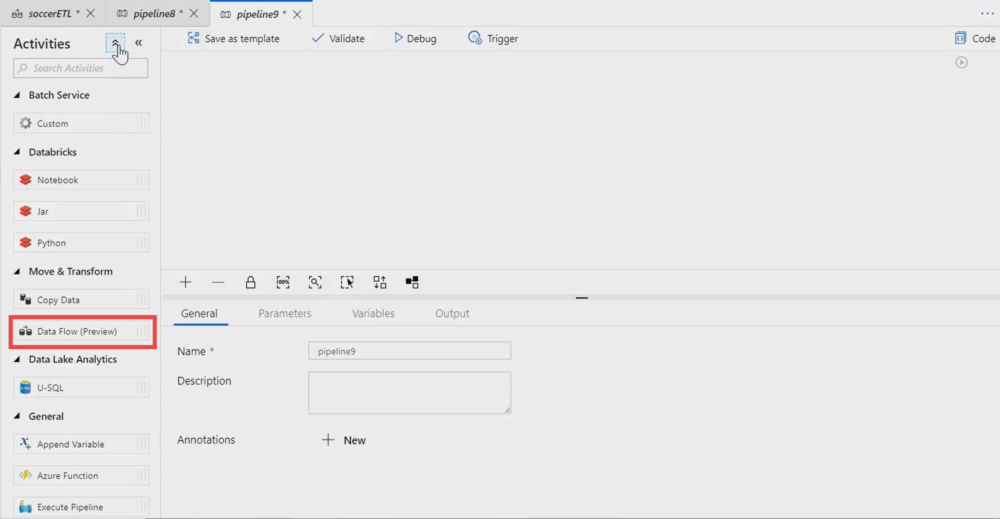 soccerETL *
pipeline8 *
pipeline9 *
Activities
Save as template
Validate
Debug
Trigger
Code
Search Activities
Batch Service
Custom
Databricks
Notebook
Jar
Python
Move & Transform
Copy Data
Data Flow (Preview)
Data Lake Analytics
U-SQL
General
Append Variable
Azure Function
Execute Pipeline
100%
General
Parameters
Variables
Output
Name *
pipeline9
Description
Annotations
New